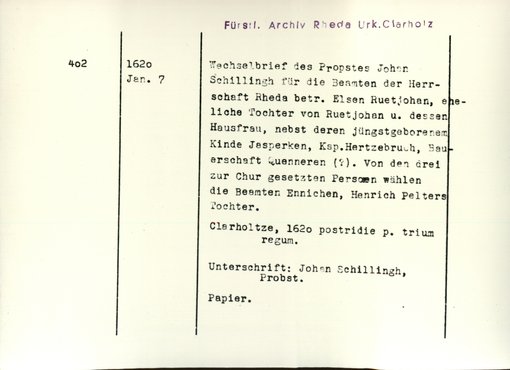 Fürstl. Archiv Rheda Urk.Clarholz
402
1620
Jan. 7
Wechselbrief des Propstes Johan
Schillingh für die Beamten der Herr-
schaft Rheda betr. Elsen Ruetjohan, ehe-
liche Tochter von Ruetjohan u. dessen
Hausfrau, nebst deren jüngstgeborenem
Kinde Jasperken, Ksp.Hertzebruch, Bau-
erschaft Quenneren (?). Von den drei
zur Chur gesetzten Persoen wählen
die Beamten Ennichen, Henrich Pelters
Tochter.
Clarholtze, 1620 postridie p. trium
regum.
Unterschrift: Johan Schillingh,
Probst.
Papier.